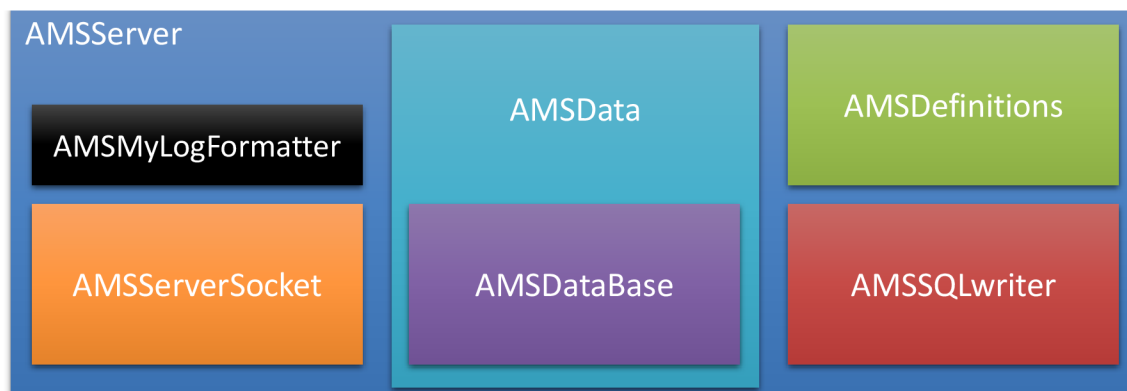 AMSServer
AMSMyLogFormatter
AMSServerSocket
AMSData
AMSDataBase
AMSDefinitions
AMSSQLwriter